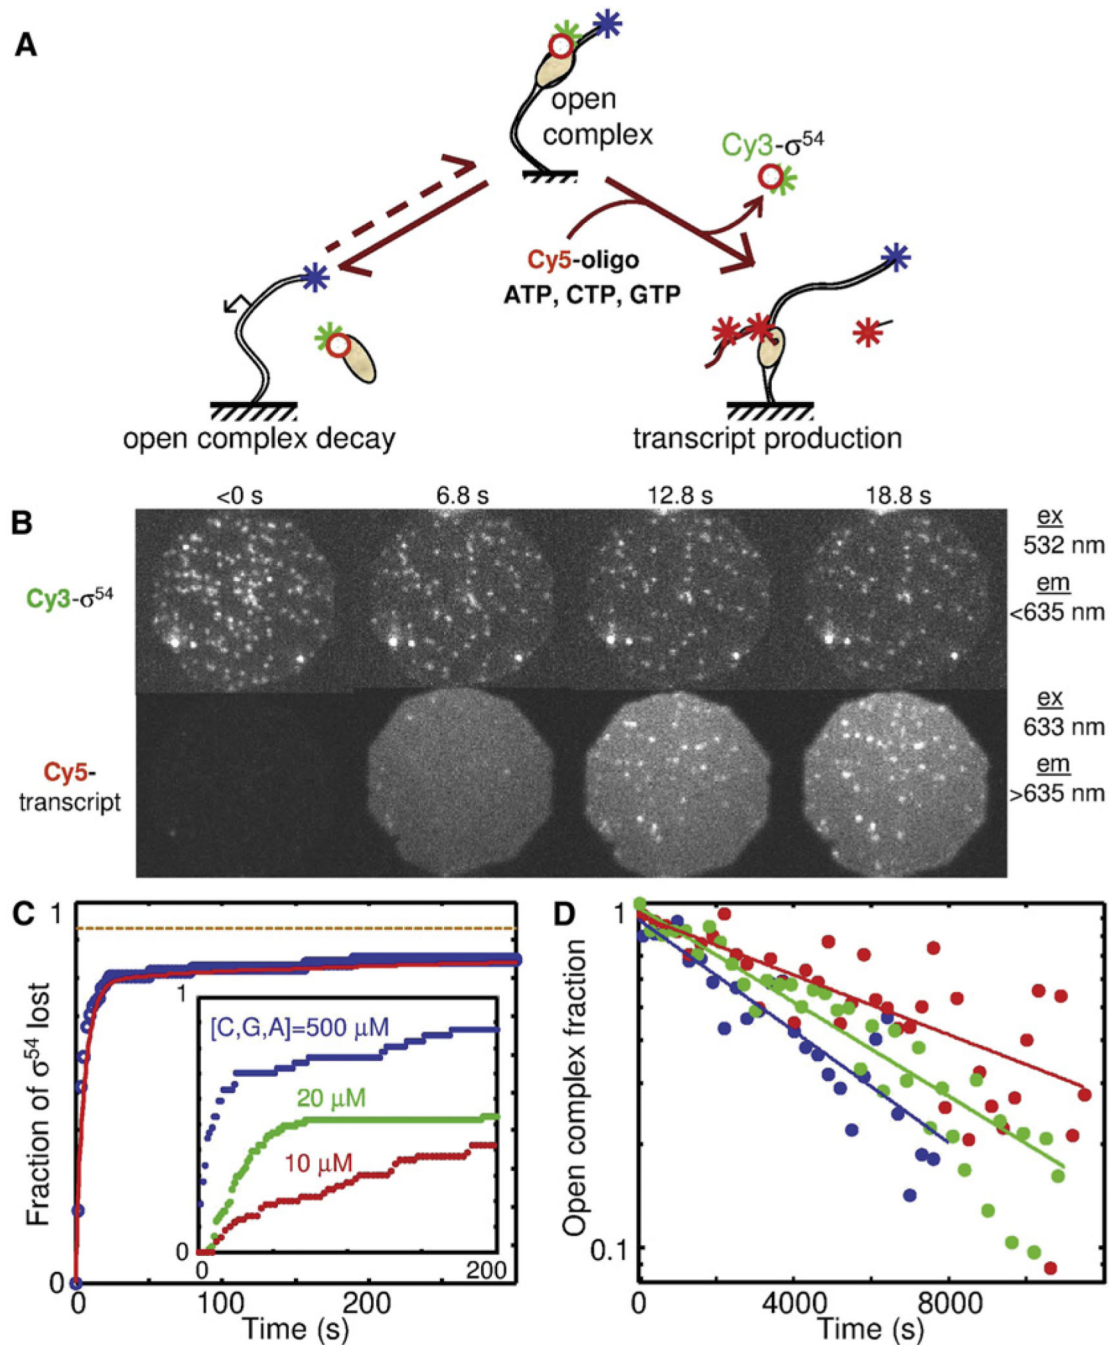 A
open
complex
Cy3-σ54
Cy5-oligo
ATP, CTP, GTP
open complex decay
transcript production
<0 s 6.8 s 12.8 s 18.8 s
B
ex
532 nm
Cy3-σ54
em
<635 nm
ex
633 nm
Cy5-
transcript
em
>635 nm
C
1
Fraction of σ54 lost
0
0 100 200
Time (s)
1
[C,G,A]=500 μM
20 μM
10 μM
0
0 200
D
1
Open complex fraction
0.1
0 4000 8000
Time (s)